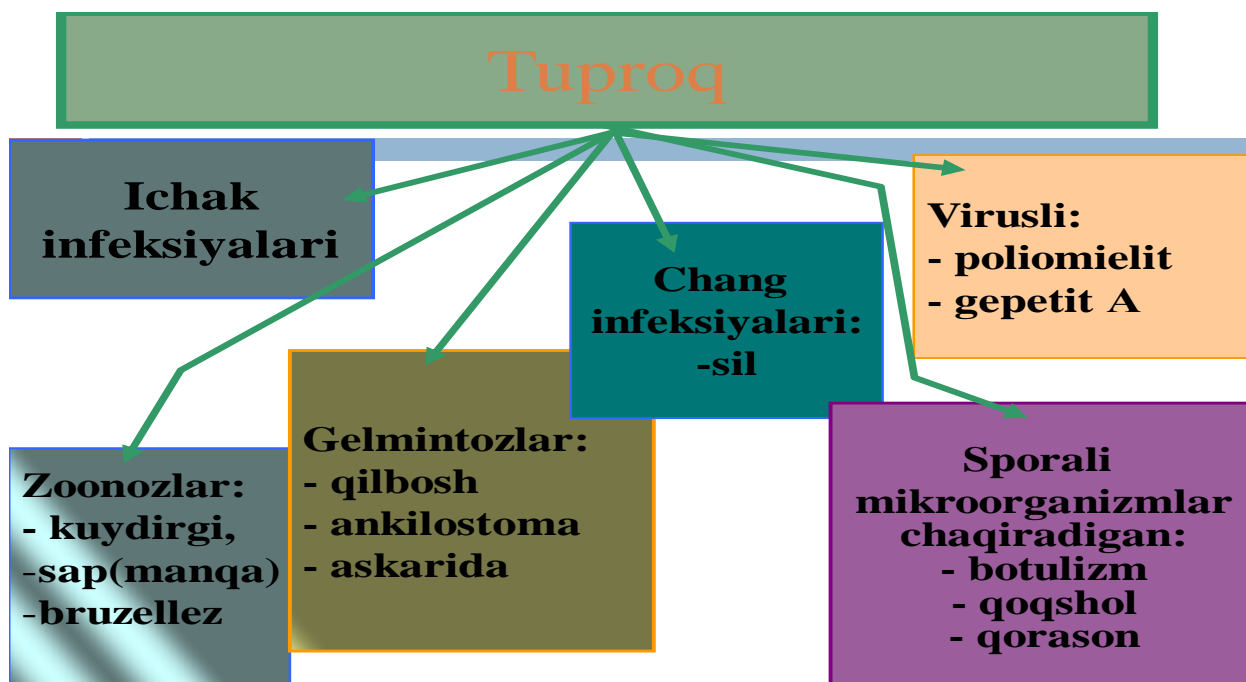 Tuproq
Ichak
infeksiyalari
Zoonozlar:
- kuydirgi,
-sap(manqa)
-bruzellez
Gelmintozlar:
- qilbosh
- ankilostoma
- askarida
Chang
infeksiyalari:
-sil
Virusli:
- poliomielit
- gepetit A
Sporali
mikroorganizmlar
chaqiradigan:
- botulizm
- qoqshol
- qorason